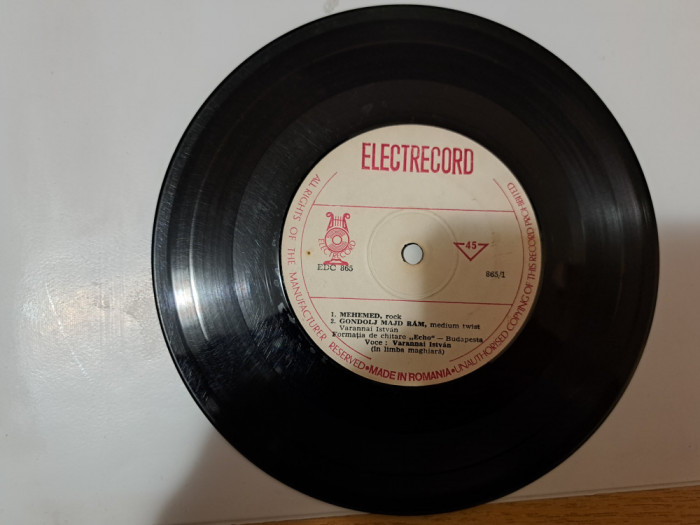 ELECTRECORD
ALL RIGHTS OF THE MANUFACTURER RESERVED • MADE IN ROMANIA • UNAUTHORISED COPYING OF THIS RECORD PROHIBITED
ELECTRECORD
EDC 865
45
865/1
1. MEHEMED, rock
2. GONDOLJ MAJD RÁM, medium twist
Varannai István
Formația de chitare „Echo" — Budapesta
Voce : Varannai István
(în limba maghiară)